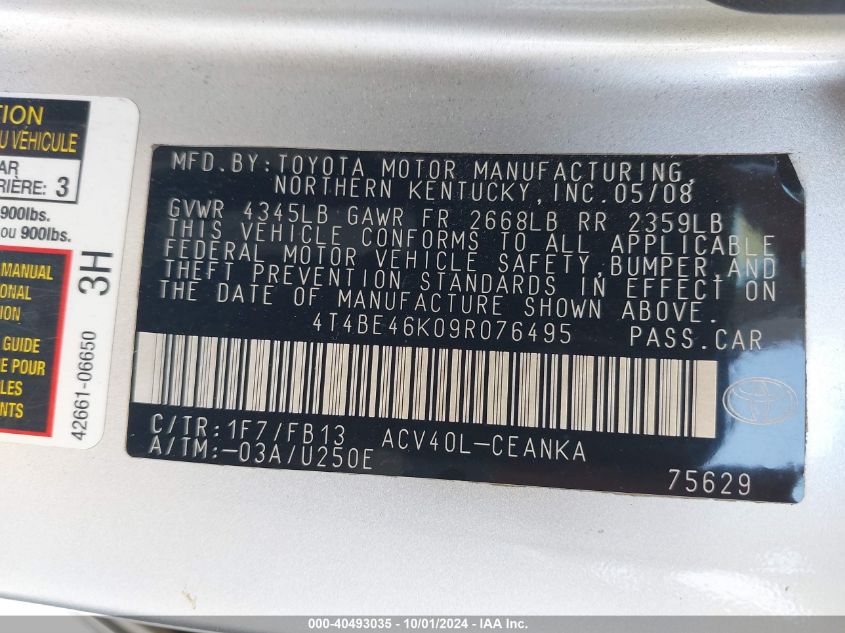 TION
U VÉHICULE
AR
RIÈRE: 3
900lbs.
ou 900lbs.
3H
MANUAL
ONAL
TION
GUIDE
E POUR
LES
ENTS
42661-06650
MFD.BY:TOYOTA MOTOR MANUFACTURING,
NORTHERN KENTUCKY,INC.05/08
GVWR 4345LB GAWR FR 2668LB RR 2359LB
THIS VEHICLE CONFORMS TO ALL APPLICABLE
FEDERAL MOTOR VEHICLE SAFETY,BUMPER,AND
THEFT PREVENTION STANDARDS IN EFFECT ON
THE DATE OF MANUFACTURE SHOWN ABOVE.
4T4BE46K09R076495 PASS.CAR
C/TR:1F7/FB13 ACV40L-CEANKA
A/TM:-03A/U250E
75629
000-40493035 - 10/01/2024 - IAA Inc.